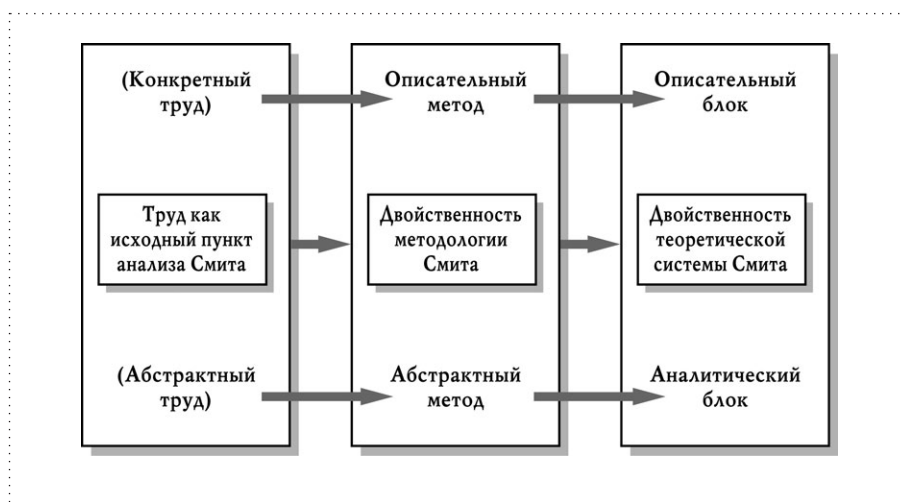 (Конкретный
труд)
Описательный
метод
Описательный
блок
Труд как
исходный пункт
анализа Смита
Двойственность
методологии
Смита
Двойственность
теоретической
системы Смита
(Абстрактный
труд)
Абстрактный
метод
Аналитический
блок